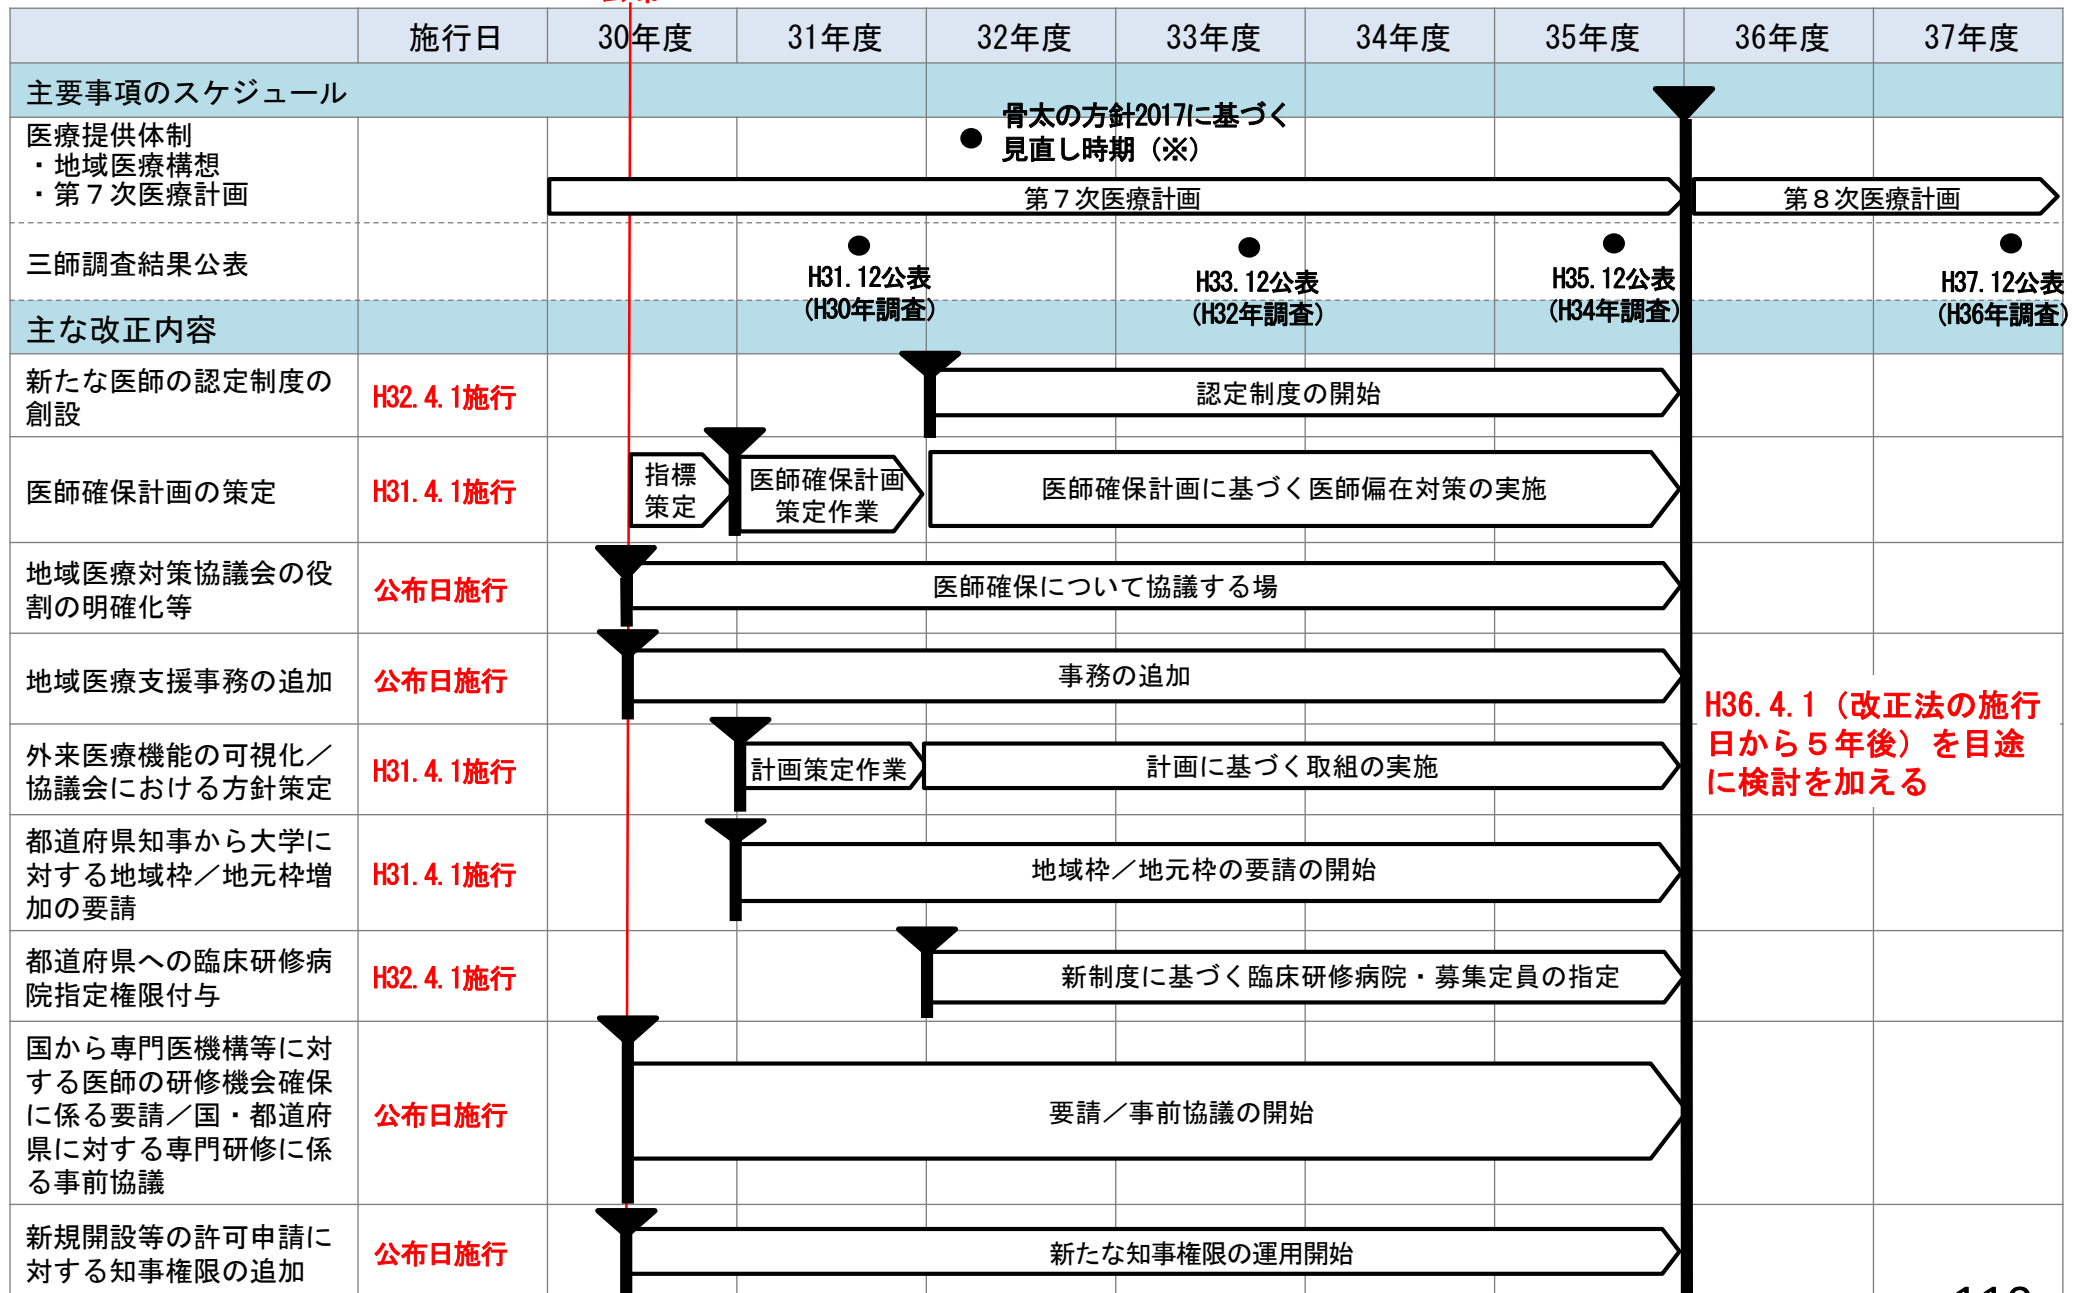 施行日
30年度
31年度
32年度
33年度
34年度
35年度
36年度
37年度
主要事項のスケジュール
医療提供体制
・地域医療構想
・第７次医療計画
骨太の方針2017に基づく
見直し時期（※）
第７次医療計画
第８次医療計画
三師調査結果公表
H31.12公表
(H30年調査)
H33.12公表
(H32年調査)
H35.12公表
(H34年調査)
H37.12公表
(H36年調査)
主な改正内容
新たな医師の認定制度の
創設
H32.4.1施行
認定制度の開始
医師確保計画の策定
H31.4.1施行
指標
策定
医師確保計画
策定作業
医師確保計画に基づく医師偏在対策の実施
地域医療対策協議会の役
割の明確化等
公布日施行
医師確保について協議する場
地域医療支援事務の追加
公布日施行
事務の追加
H36.4.1（改正法の施行
日から５年後）を目途
に検討を加える
外来医療機能の可視化／
協議会における方針策定
H31.4.1施行
計画策定作業
計画に基づく取組の実施
都道府県知事から大学に
対する地域枠／地元枠増
加の要請
H31.4.1施行
地域枠／地元枠の要請の開始
都道府県への臨床研修病
院指定権限付与
H32.4.1施行
新制度に基づく臨床研修病院・募集定員の指定
国から専門医機構等に対
する医師の研修機会確保
に係る要請／国・都道府
県に対する専門研修に係
る事前協議
公布日施行
要請／事前協議の開始
新規開設等の許可申請に
対する知事権限の追加
公布日施行
新たな知事権限の運用開始